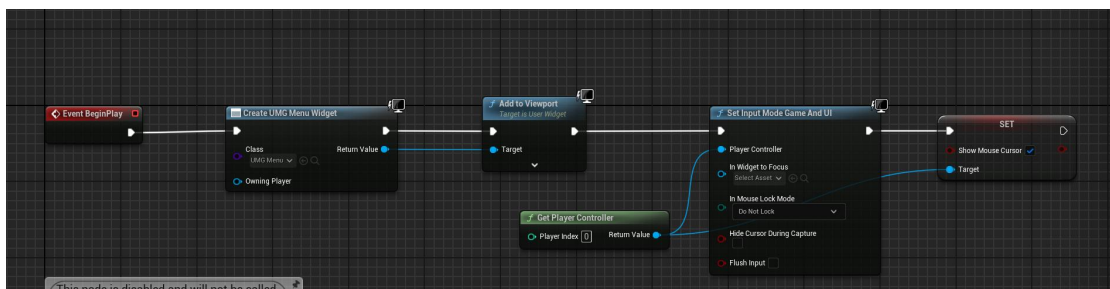 Event BeginPlay
Create UMG Menu Widget
Class
UMG Menu
Return Value
Owning Player
Add to Viewport
Target is User Widget
Target
Get Player Controller
Player Index 0
Return Value
Set Input Mode Game And UI
Player Controller
In Widget to Focus
Select Asset
In Mouse Lock Mode
Do Not Lock
Hide Cursor During Capture
Flush Input
SET
Show Mouse Cursor
Target
This node is disabled and will not be called.